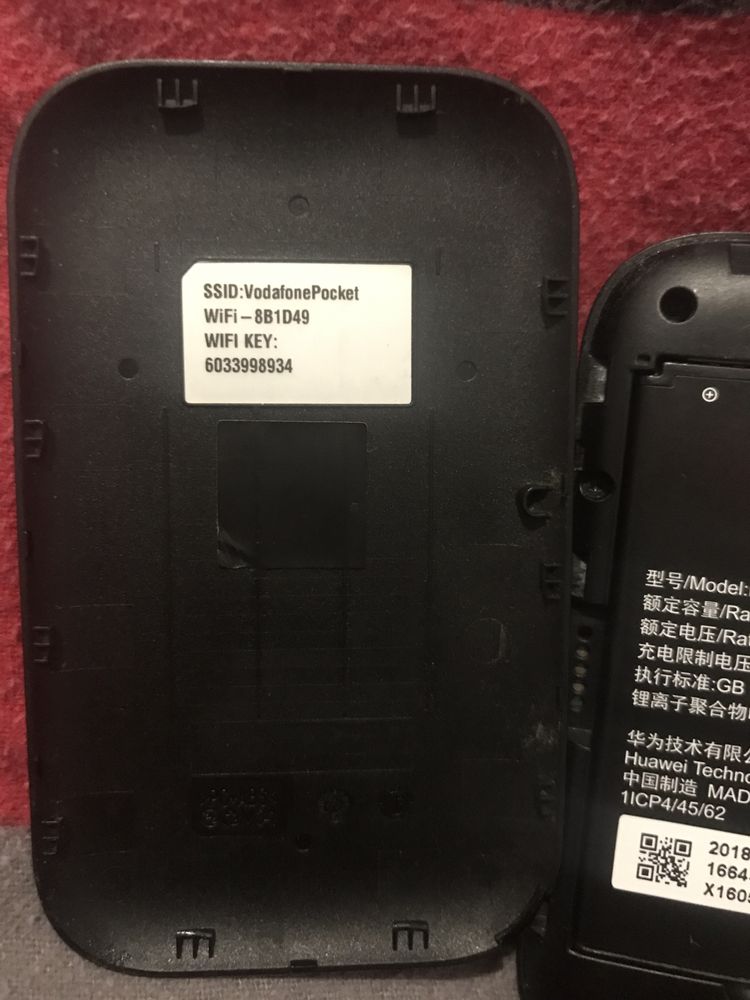 SSID:VodafonePocket
WiFi – 8B1D49
WIFI KEY:
6033998934
型号/Model:
额定容量/Ra
额定电压/Rat
充电限制电压
执行标准:GB
锂离子聚合物
华为技术有限公
Huawei Techno
中国制造 MAD
1ICP4/45/62
2018
1664
X1605